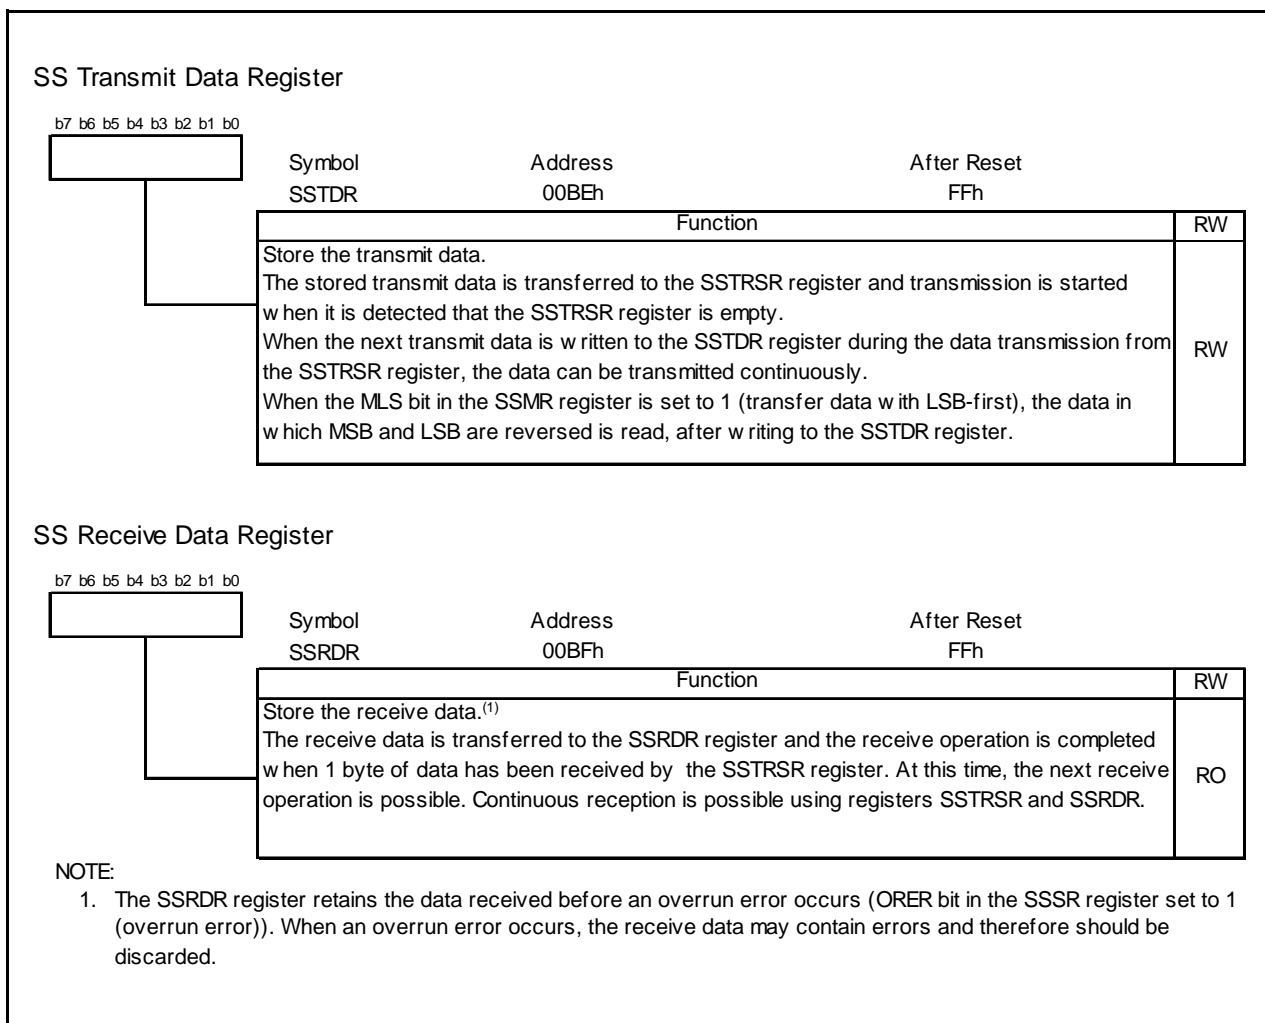 SS Transmit Data Register
b7 b6 b5 b4 b3 b2 b1 b0
Symbol Address After Reset
SSTDR 00BEh FFh
Function RW
Store the transmit data.
The stored transmit data is transferred to the SSTRSR register and transmission is started
when it is detected that the SSTRSR register is empty.
When the next transmit data is written to the SSTDR register during the data transmission from
RW
the SSTRSR register, the data can be transmitted continuously.
When the MLS bit in the SSMR register is set to 1 (transfer data with LSB-first), the data in
which MSB and LSB are reversed is read, after writing to the SSTDR register.
SS Receive Data Register
b7 b6 b5 b4 b3 b2 b1 b0
Symbol Address After Reset
SSRDR 00BFh FFh
Function RW
Store the receive data.(1)
The receive data is transferred to the SSRDR register and the receive operation is completed
when 1 byte of data has been received by the SSTRSR register. At this time, the next receive
RO
operation is possible. Continuous reception is possible using registers SSTRSR and SSRDR.
NOTE:
1. The SSRDR register retains the data received before an overrun error occurs (ORER bit in the SSSR register set to 1
(overrun error)). When an overrun error occurs, the receive data may contain errors and therefore should be
discarded.